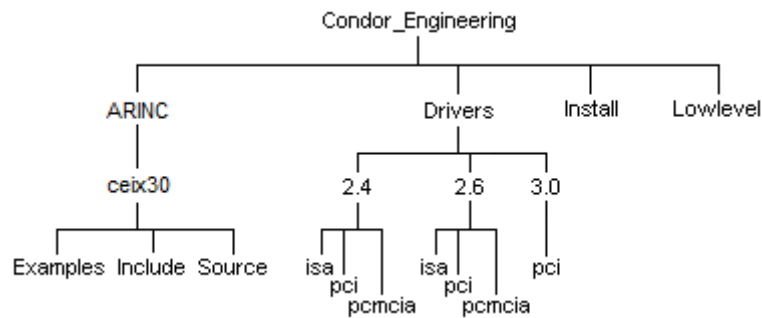 Condor_Engineering
ARINC Drivers Install Lowlevel
ceix30 2.4 2.6 3.0
Examples Include Source isa pci pcmcia isa pci pcmcia pci